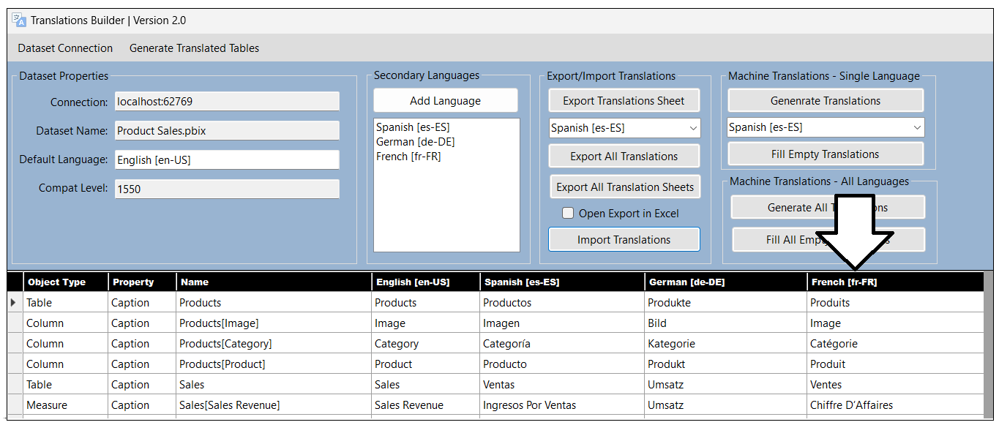 Translations Builder | Version 2.0
Dataset Connection Generate Translated Tables
Dataset Properties
Connection: localhost:62769
Dataset Name: Product Sales.pbix
Default Language: English [en-US]
Compat Level: 1550
Secondary Languages
Add Language
Spanish [es-ES]
German [de-DE]
French [fr-FR]
Export/Import Translations
Export Translations Sheet
Spanish [es-ES]
Export All Translations
Export All Translation Sheets
Open Export in Excel
Import Translations
Machine Translations - Single Language
Genenrate Translations
Spanish [es-ES]
Fill Empty Translations
Machine Translations - All Languages
Generate All
Fill All
Object Type Property Name English [en-US] Spanish [es-ES] German [de-DE] French [fr-FR]
Table Caption Products Products Productos Produkte Produits
Column Caption Products[Image] Image Imagen Bild Image
Column Caption Products[Category] Category Categoría Kategorie Catégorie
Column Caption Products[Product] Product Producto Produkt Produit
Table Caption Sales Sales Ventas Umsatz Ventes
Measure Caption Sales[Sales Revenue] Sales Revenue Ingresos Por Ventas Umsatz Chiffre D’Affaires